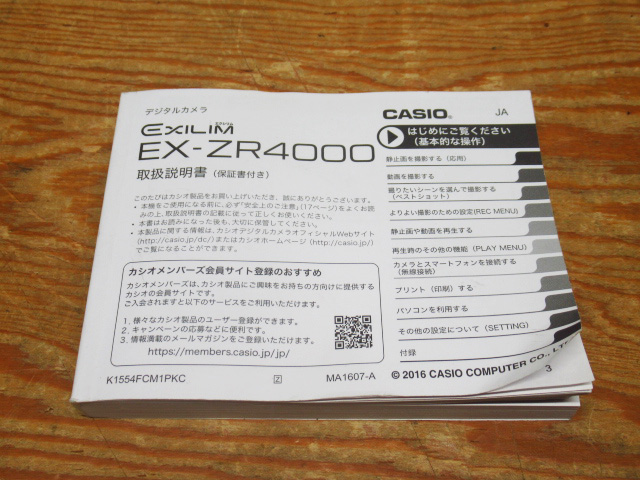 デジタルカメラ
EXILIM
エクシリム
EX-ZR4000
取扱説明書（保証書付き）
このたびはカシオ製品をお買い上げいただき、誠にありがとうございます。
・本機をご使用になる前に、必ず“安全上のご注意”（17ページ）をよくお読みの上、取扱説明書の記載に従って正しくお使いください。
・本書はお読みになった後も、大切に保管してください。
・本製品に関する情報は、カシオデジタルカメラオフィシャルWebサイト
(http://casio.jp/dc/)またはカシオホームページ (http://casio.jp/)
でご覧になることができます。
カシオメンバーズ会員サイト登録のおすすめ
カシオメンバーズは、カシオ製品にご興味をお持ちの方向けに提供する
カシオの会員サイトです。
ご入会されますと以下のサービスをご利用いただけます。
1. 様々なカシオ製品のユーザー登録ができます。
2. キャンペーンの応募などに便利です。
3. 情報満載のメールマガジンをご登録いただけます。
https://members.casio.jp/jp/
K1554FCM1PKC
Z
MA1607-A
CASIO®
JA
はじめにご覧ください
（基本的な操作）
静止画を撮影する（応用）
動画を撮影する
撮りたいシーンを選んで撮影する
（ベストショット）
よりよい撮影のための設定(REC MENU)
静止画や動画を再生する
再生時のその他の機能（PLAY MENU）
カメラとスマートフォンを接続する
（無線接続）
プリント（印刷）する
パソコンを利用する
その他の設定について（SETTING）
付録
© 2016 CASIO COMPUTER CO., LT
3